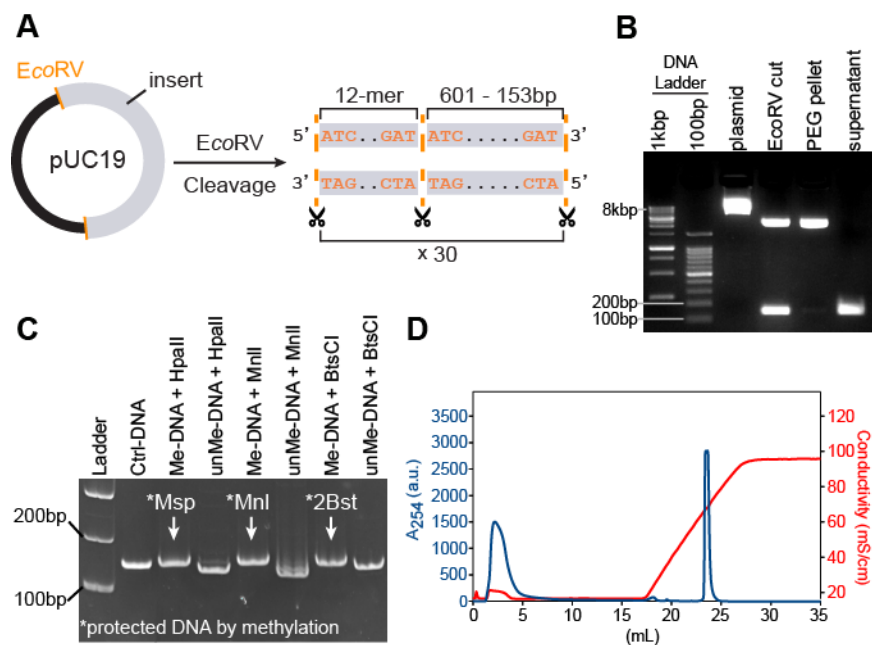 A
EcoRV
insert
pUC19
EcoRV
Cleavage
12-mer
601 - 153bp
5’ ATC..GAT ATC.....GAT 3’
3’ TAG..CTA TAG.....CTA 5’
x 30
B
DNA
Ladder
1kbp
100bp
plasmid
EcoRV cut
PEG pellet
supernatant
8kbp
200bp
100bp
C
Ladder
Ctrl-DNA
Me-DNA + HpaII
unMe-DNA + HpaII
Me-DNA + MnlI
unMe-DNA + MnlI
Me-DNA + BtsCI
unMe-DNA + BtsCI
*Msp
*MnI
*2Bst
200bp
100bp
*protected DNA by methylation
D
A254 (a.u.)
3500
3000
2500
2000
1500
1000
500
0
120
100
80
60
40
20
Conductivity (mS/cm)
0 5 10 15 20 25 30 35
(mL)